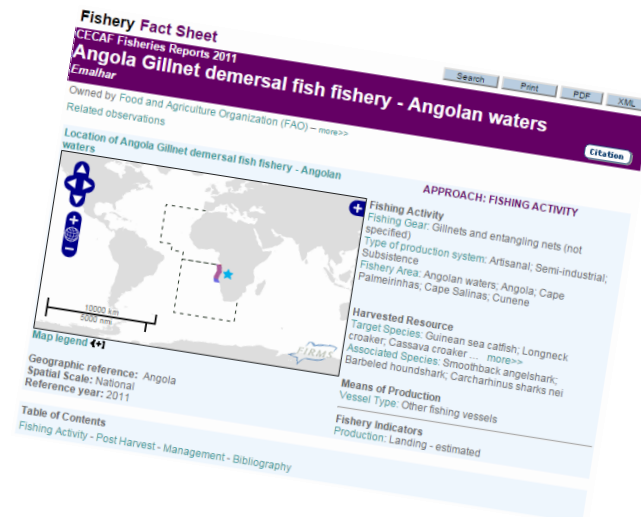 Fishery Fact Sheet
CECAF Fisheries Reports 2011
Angola Gillnet demersal fish fishery - Angolan waters
Emalhar
Search Print PDF XML
Citation
Owned by Food and Agriculture Organization (FAO) – more>>
Related observations
Location of Angola Gillnet demersal fish fishery - Angolan
waters
10000 km
5000 nmi
FIRMS
Map legend [+]
Geographic reference: Angola
Spatial Scale: National
Reference year: 2011
APPROACH: FISHING ACTIVITY
Fishing Activity
Fishing Gear: Gillnets and entangling nets (not
specified)
Type of production system: Artisanal; Semi-industrial;
Subsistence
Fishery Area: Angolan waters; Angola; Cape
Palmeirinhas; Cape Salinas; Cunene
Harvested Resource
Target Species: Guinean sea catfish; Longneck
croaker; Cassava croaker ... more>>
Associated Species: Smoothback angelshark;
Barbeled houndshark; Carcharhinus sharks nei
Means of Production
Vessel Type: Other fishing vessels
Fishery Indicators
Production: Landing - estimated
Table of Contents
Fishing Activity - Post Harvest - Management - Bibliography